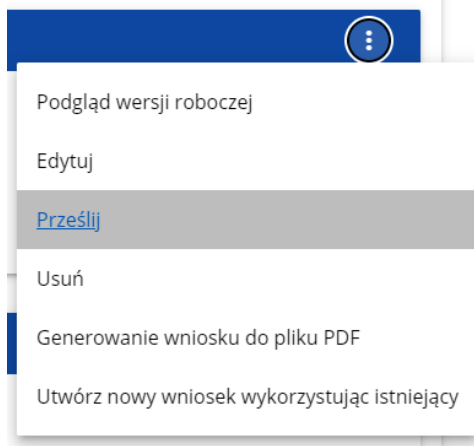 Podgląd wersji roboczej
Edytuj
Prześlij
Usuń
Generowanie wniosku do pliku PDF
Utwórz nowy wniosek wykorzystując istniejący